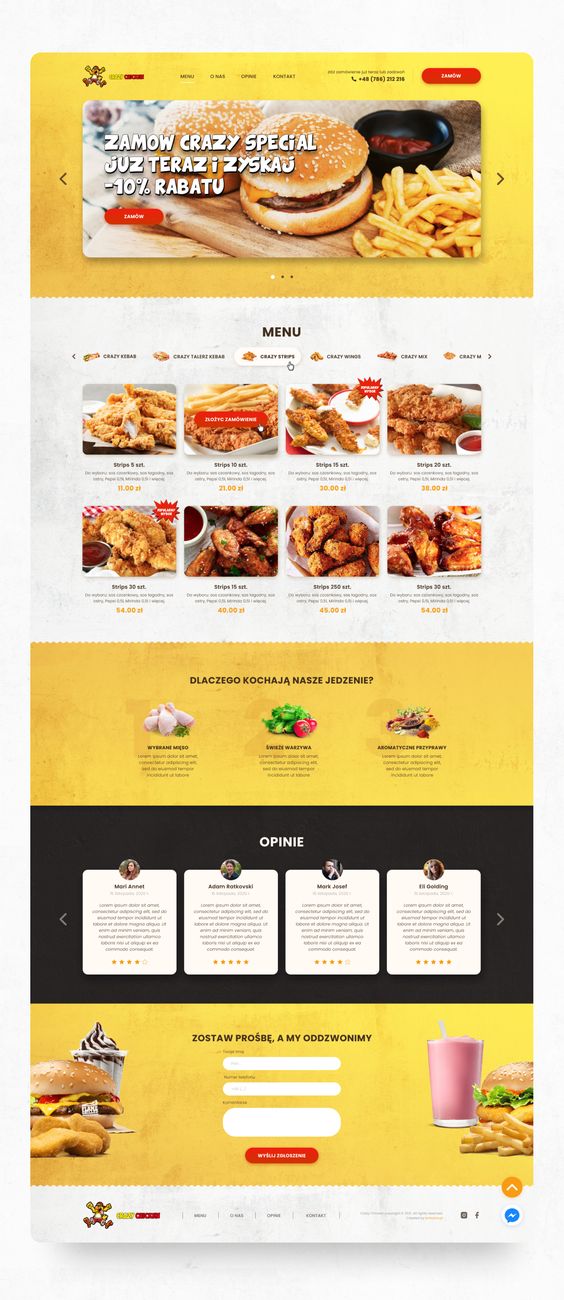 CRAZY CHICKEN
MENU
O NAS
OPINIE
KONTAKT
złóż zamówienie już teraz lub zadzwoń
+48 (786) 212 216
ZAMÓW
ZAMÓW CRAZY SPECIAL
JUŻ TERAZ I ZYSKAJ
-10% RABATU
ZAMÓW
MENU
CRAZY KEBAB
CRAZY TALERZ KEBAB
CRAZY STRIPS
CRAZY WINGS
CRAZY MIX
CRAZY M
ZŁOŻYC ZAMÓWIENIE
Strips 5 szt.
Do wyboru: sos czosnkowy, sos łagodny, sos
ostry, Pepsi 0,5l, Mirinda 0,5l i więcej.
11.00 zł
Strips 10 szt.
Do wyboru: sos czosnkowy, sos łagodny, sos
ostry, Pepsi 0,5l, Mirinda 0,5l i więcej.
21.00 zł
Strips 15 szt.
Do wyboru: sos czosnkowy, sos łagodny, sos
ostry, Pepsi 0,5l, Mirinda 0,5l i więcej.
30.00 zł
Strips 20 szt.
Do wyboru: sos czosnkowy, sos łagodny, sos
ostry, Pepsi 0,5l, Mirinda 0,5l i więcej.
38.00 zł
Strips 30 szt.
Do wyboru: sos czosnkowy, sos łagodny, sos
ostry, Pepsi 0,5l, Mirinda 0,5l i więcej.
54.00 zł
Strips 15 szt.
Do wyboru: sos czosnkowy, sos łagodny, sos
ostry, Pepsi 0,5l, Mirinda 0,5l i więcej.
40.00 zł
Strips 250 szt.
Do wyboru: sos czosnkowy, sos łagodny, sos
ostry, Pepsi 0,5l, Mirinda 0,5l i więcej.
45.00 zł
Strips 30 szt.
Do wyboru: sos czosnkowy, sos łagodny, sos
ostry, Pepsi 0,5l, Mirinda 0,5l i więcej.
54.00 zł
DLACZEGO KOCHAJĄ NASZE JEDZENIE?
WYBRANE MIĘSO
Lorem ipsum dolor sit amet,
consectetur adipiscing elit,
sed do eiusmod tempor
incididunt ut labore
ŚWIEŻE WARZYWA
Lorem ipsum dolor sit amet,
consectetur adipiscing elit,
sed do eiusmod tempor
incididunt ut labore
AROMATYCZNE PRZYPRAWY
Lorem ipsum dolor sit amet,
consectetur adipiscing elit,
sed do eiusmod tempor
incididunt ut labore
OPINIE
Mari Annet
Lorem ipsum dolor sit amet,
consectetur adipiscing elit, sed
do eiusmod tempor incididunt ut
labore et dolore magna aliqua. Ut
enim ad minim veniam, quis
nostrud exercitation ullamco
laboris nisi ut aliquip ex ea
commodo consequat.
Adam Ratkovski
Lorem ipsum dolor sit amet,
consectetur adipiscing elit, sed
do eiusmod tempor incididunt ut
labore et dolore magna aliqua. Ut
enim ad minim veniam, quis
nostrud exercitation ullamco
laboris nisi ut aliquip ex ea
commodo consequat.
Mark Josef
Lorem ipsum dolor sit amet,
consectetur adipiscing elit, sed
do eiusmod tempor incididunt ut
labore et dolore magna aliqua. Ut
enim ad minim veniam, quis
nostrud exercitation ullamco
laboris nisi ut aliquip ex ea
commodo consequat.
Eli Golding
Lorem ipsum dolor sit amet,
consectetur adipiscing elit, sed
do eiusmod tempor incididunt ut
labore et dolore magna aliqua. Ut
enim ad minim veniam, quis
nostrud exercitation ullamco
laboris nisi ut aliquip ex ea
commodo consequat.
ZOSTAW PROŚBĘ, A MY ODDZWONIMY
Twoje imię
Numer telefonu
Komentarze
WYŚLIJ ZGŁOSZENIE
CRAZY CHICKEN
MENU
O NAS
OPINIE
KONTAKT